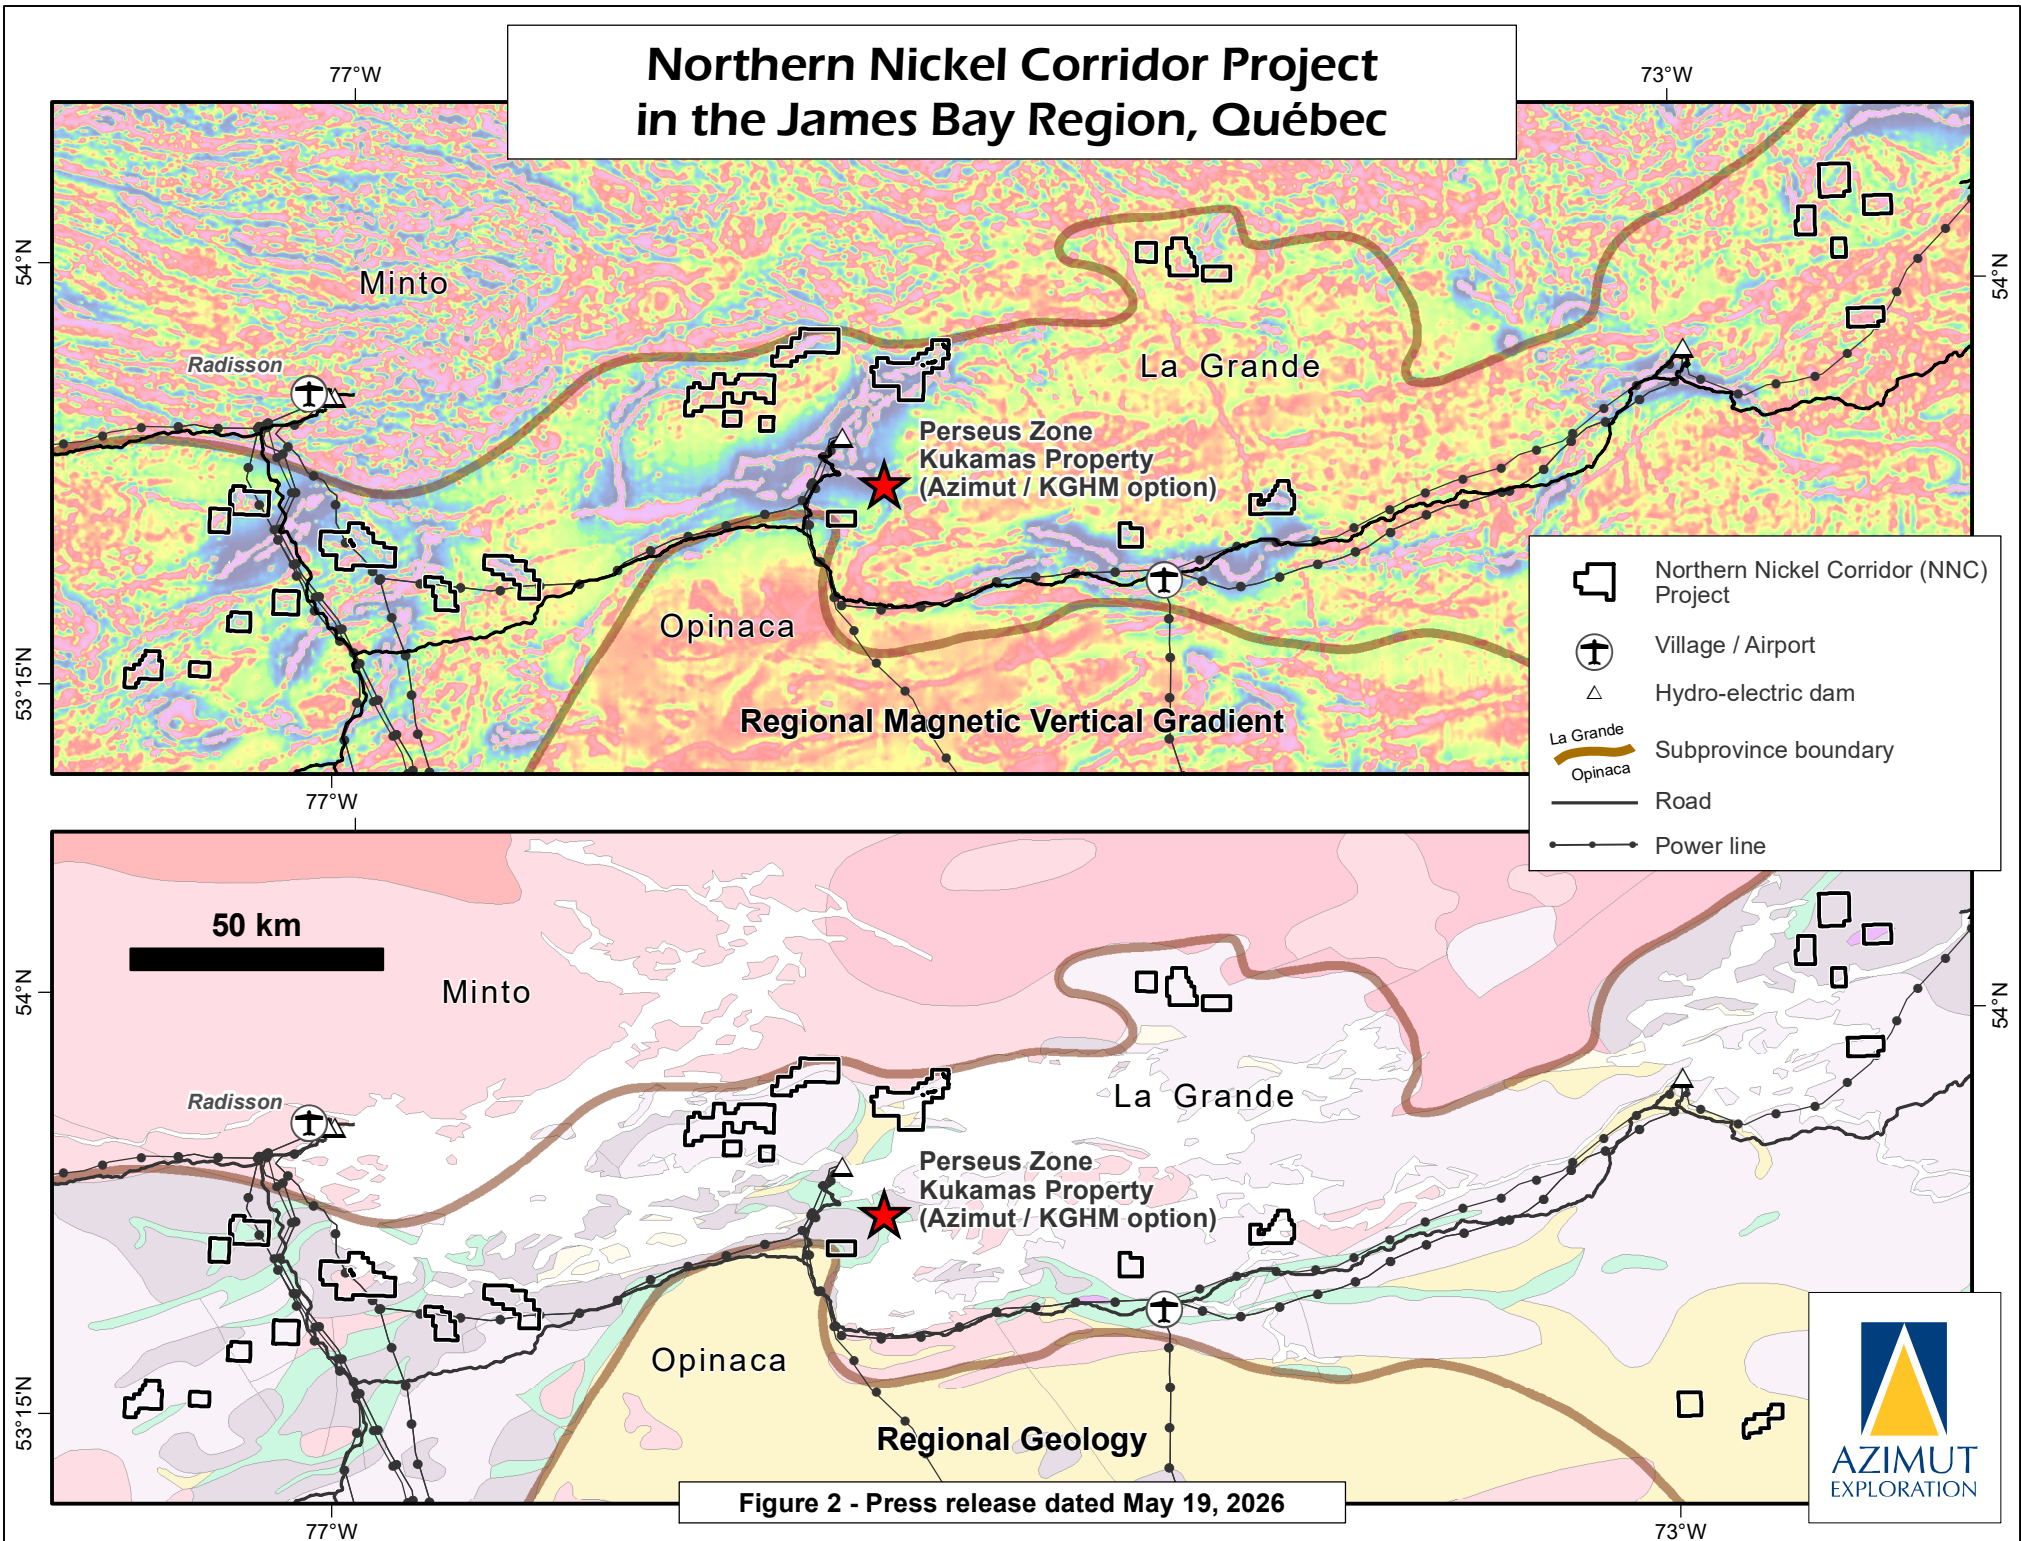 Northern Nickel Corridor Project
in the James Bay Region, Québec
77°W
73°W
54°N
54°N
Minto
Radisson
La Grande
Perseus Zone
Kukamas Property
(Azimut / KGHM option)
Opinaca
53°15'N
Regional Magnetic Vertical Gradient
77°W
Northern Nickel Corridor (NNC)
Project
Village / Airport
Hydro-electric dam
La Grande
Opinaca
Subprovince boundary
Road
Power line
50 km
Minto
54°N
54°N
La Grande
Radisson
Perseus Zone
Kukamas Property
(Azimut / KGHM option)
Opinaca
53°15'N
Regional Geology
AZIMUT
EXPLORATION
Figure 2 - Press release dated May 19, 2026
77°W
73°W